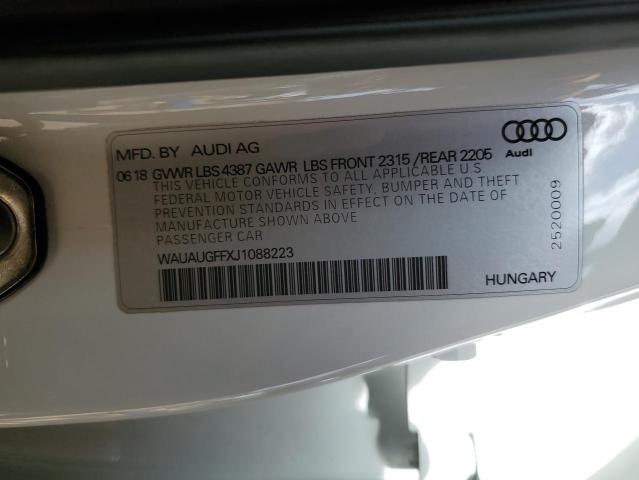 MFD. BY AUDI AG
Audi
0618 GVWR LBS 4387 GAWR LBS FRONT 2315 /REAR 2205
THIS VEHICLE CONFORMS TO ALL APPLICABLE U.S
FEDERAL MOTOR VEHICLE SAFETY, BUMPER AND THEFT
PREVENTION STANDARDS IN EFFECT ON THE DATE OF
MANUFACTURE SHOWN ABOVE
PASSENGER CAR
WAUAUGFFXJ1088223
2520009
HUNGARY